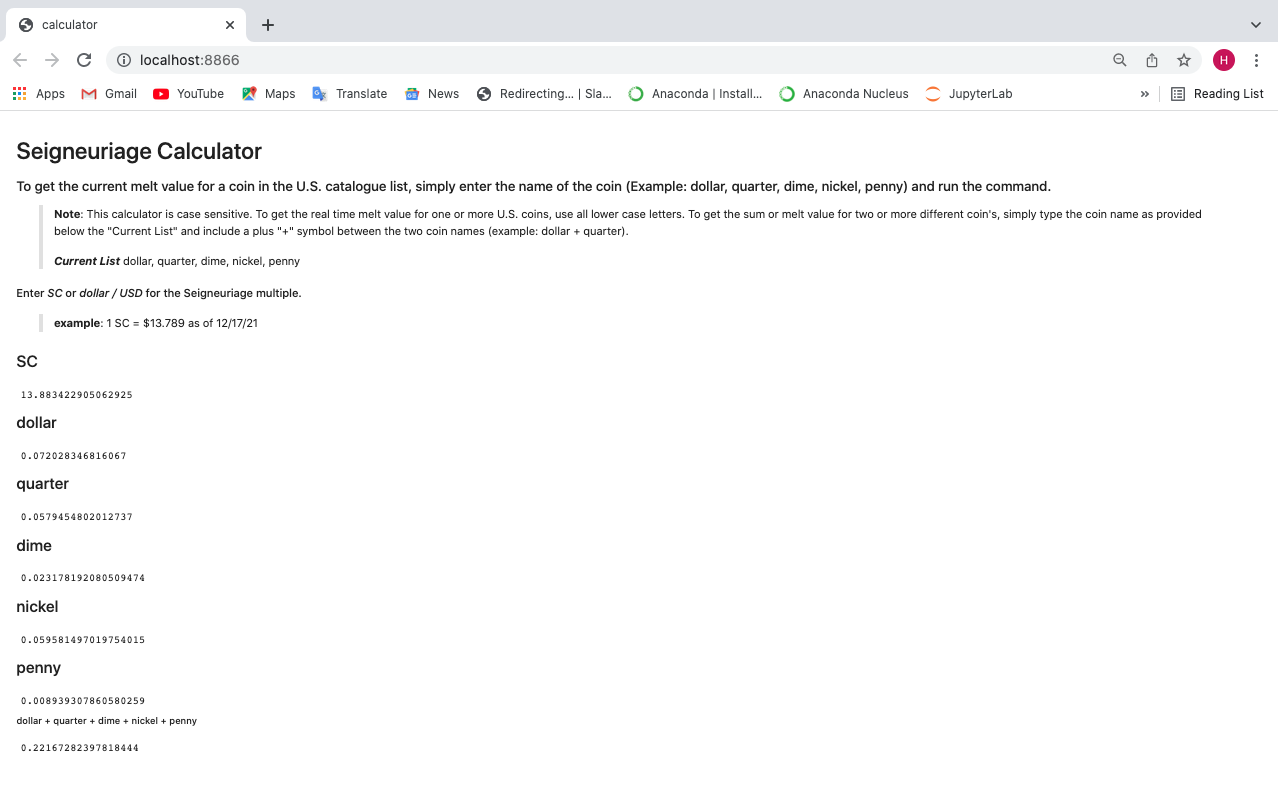 calculator
localhost:8866
H
Apps Gmail YouTube Maps Translate News Redirecting... | Sla... Anaconda | Install... Anaconda Nucleus JupyterLab » Reading List
Seigneuriage Calculator
To get the current melt value for a coin in the U.S. catalogue list, simply enter the name of the coin (Example: dollar, quarter, dime, nickel, penny) and run the command.
Note: This calculator is case sensitive. To get the real time melt value for one or more U.S. coins, use all lower case letters. To get the sum or melt value for two or more different coin's, simply type the coin name as provided
below the "Current List" and include a plus "+" symbol between the two coin names (example: dollar + quarter).
Current List dollar, quarter, dime, nickel, penny
Enter SC or dollar / USD for the Seigneuriage multiple.
example: 1 SC = $13.789 as of 12/17/21
SC
13.883422905062925
dollar
0.072028346816067
quarter
0.0579454802012737
dime
0.023178192080509474
nickel
0.059581497019754015
penny
0.008939307860580259
dollar + quarter + dime + nickel + penny
0.22167282397818444